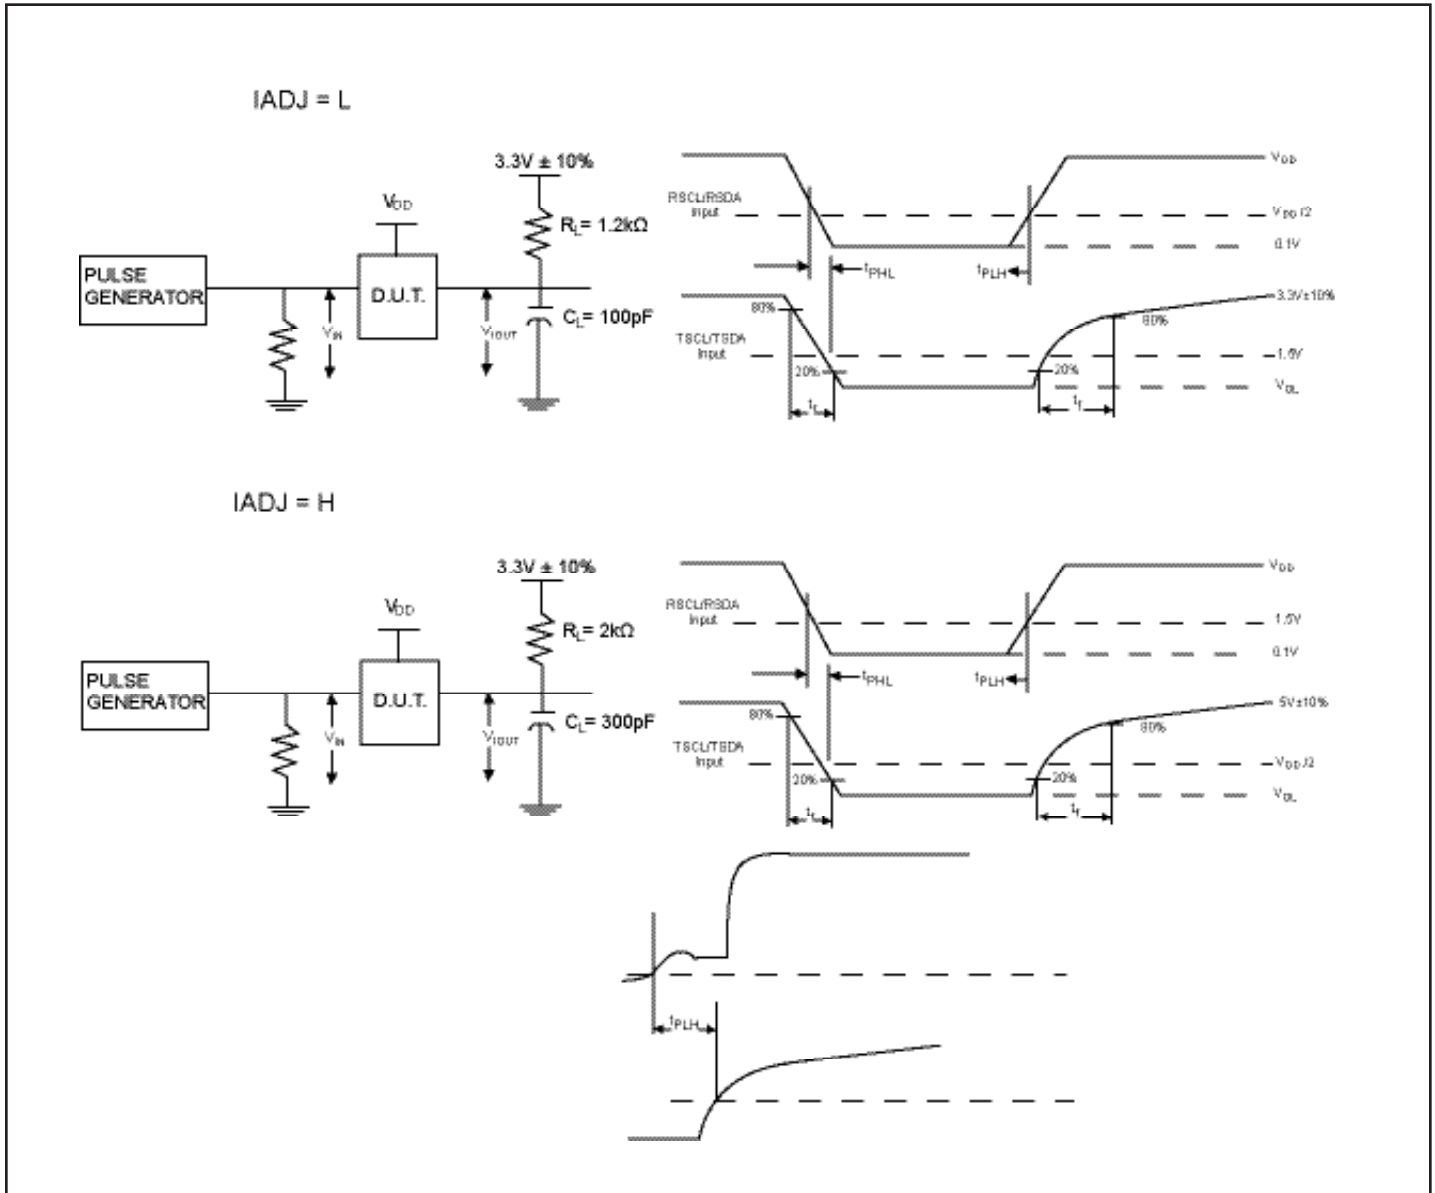 IADJ = L
3.3V ± 10%
VDD
RL= 1.2kΩ
PULSE
GENERATOR
D.U.T.
VIN
VIOUT
CL= 100pF
RSCL/RSDA
Input
VDD
VDD /2
0.1V
tPHL
tPLH
80%
3.3V±10%
80%
TSCL/TSDA
Input
1.5V
20%
20%
VOL
tf
tr
IADJ = H
3.3V ± 10%
VDD
RL= 2kΩ
PULSE
GENERATOR
D.U.T.
VIN
VIOUT
CL= 300pF
RSCL/RSDA
Input
VDD
1.5V
0.1V
tPHL
tPLH
80%
5V±10%
80%
TSCL/TSDA
Input
VDD /2
20%
20%
VOL
tf
tr
tPLH